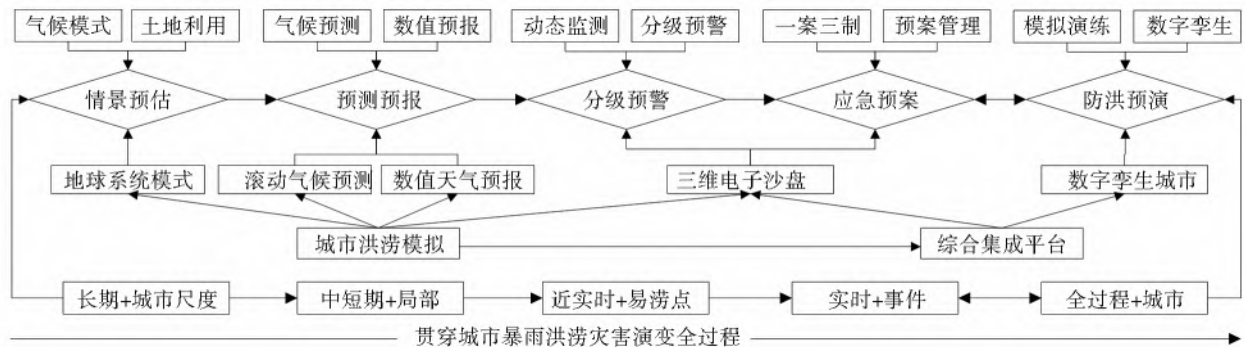 气候模式 土地利用 气候预测 数值预报 动态监测 分级预警 一案三制 预案管理 模拟演练 数字孪生
情景预估 预测预报 分级预警 应急预案 防洪预演
地球系统模式 滚动气候预测 数值天气预报 三维电子沙盘 数字孪生城市
城市洪涝模拟 综合集成平台
长期+城市尺度 中短期+局部 近实时+易涝点 实时+事件 全过程+城市
贯穿城市暴雨洪涝灾害演变全过程